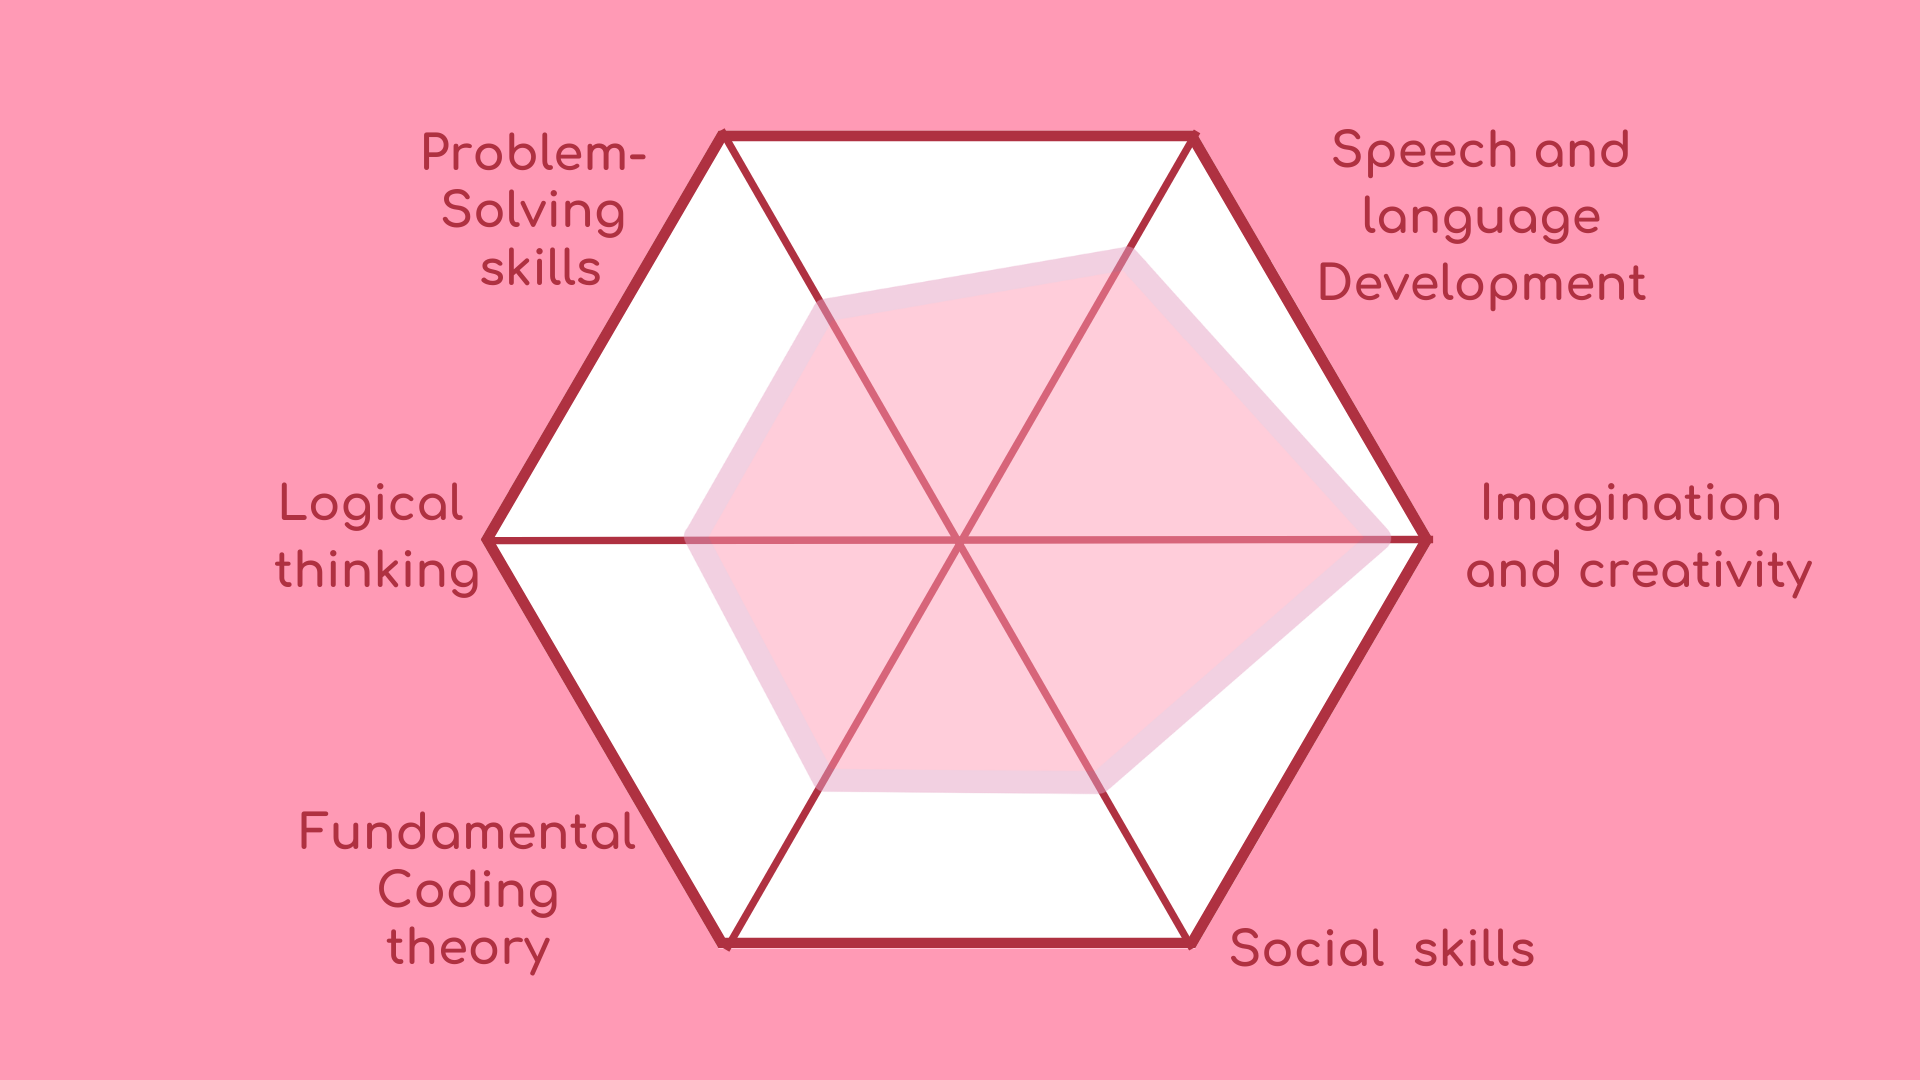 Problem-
Solving
skills
Speech and
language
Development
Logical
thinking
Imagination
and creativity
Fundamental
Coding
theory
Social skills